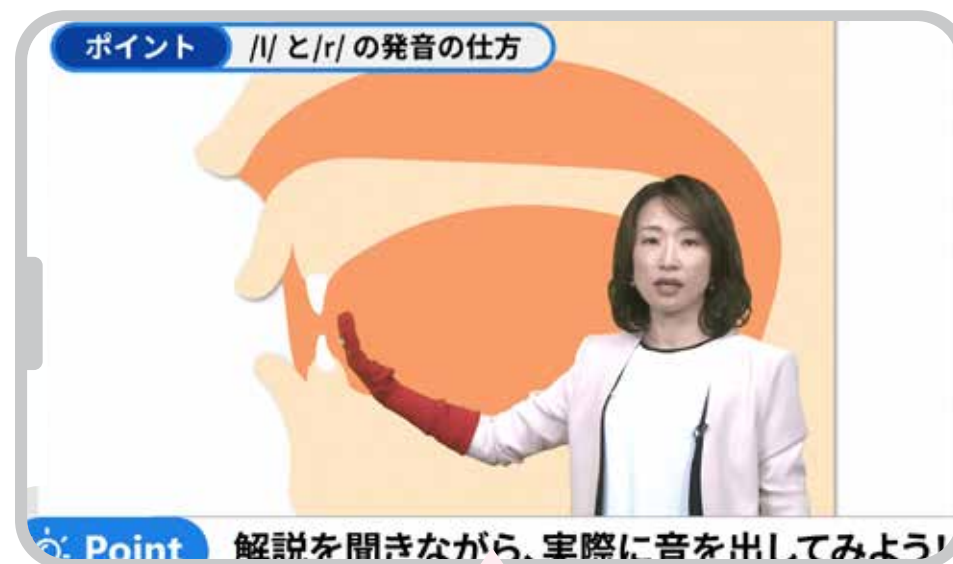 ポイント /l/ と/r/ の発音の仕方
Point 解説を聞きながら、実際に音を出してみよう!